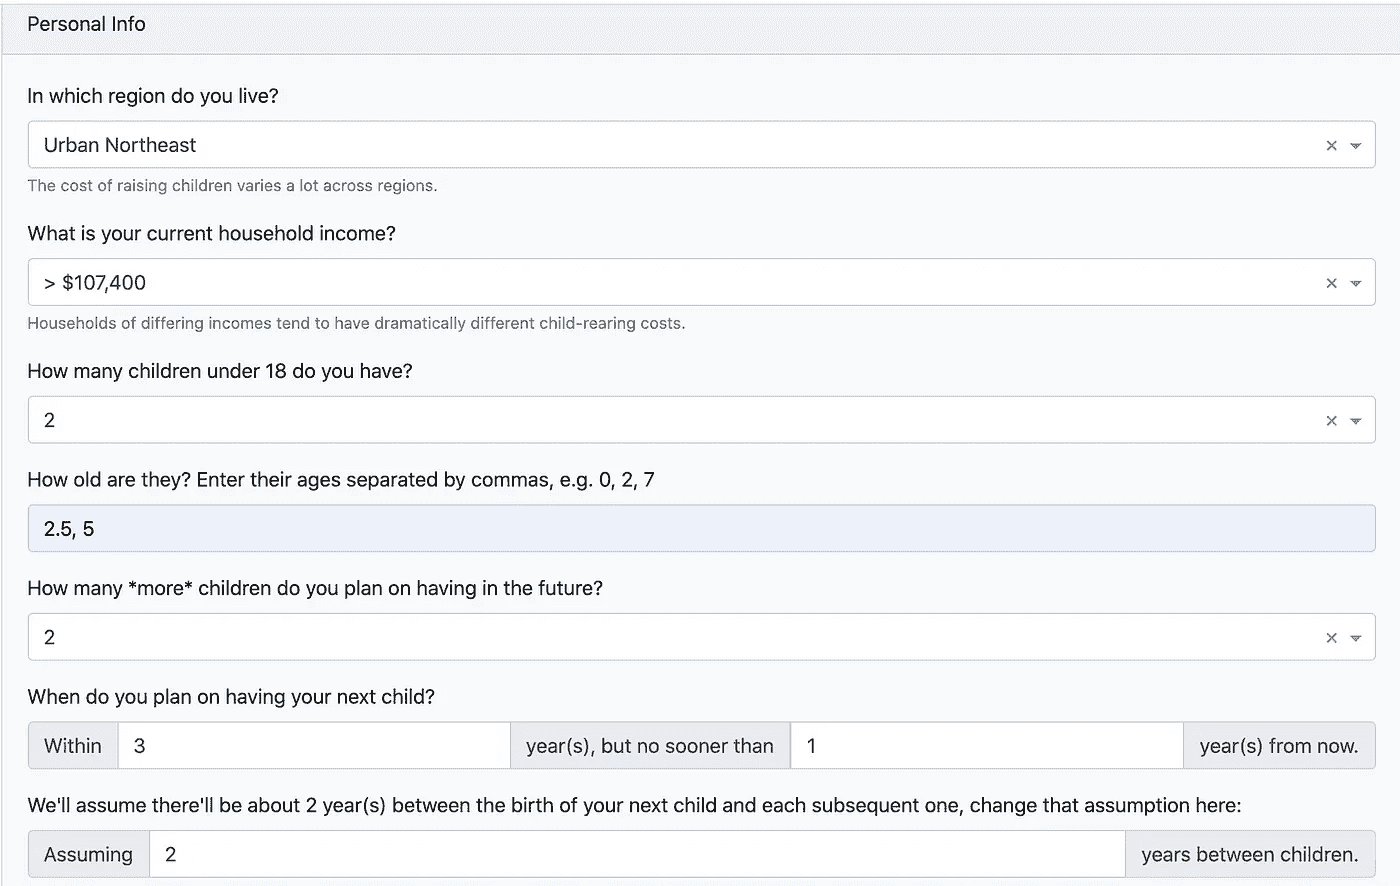 Personal Info
In which region do you live?
Urban Northeast
The cost of raising children varies a lot across regions.
What is your current household income?
> $107,400
Households of differing incomes tend to have dramatically different child-rearing costs.
How many children under 18 do you have?
2
How old are they? Enter their ages separated by commas, e.g. 0, 2, 7
2.5, 5
How many *more* children do you plan on having in the future?
2
When do you plan on having your next child?
Within 3 year(s), but no sooner than 1 year(s) from now.
We'll assume there'll be about 2 year(s) between the birth of your next child and each subsequent one, change that assumption here:
Assuming 2 years between children.